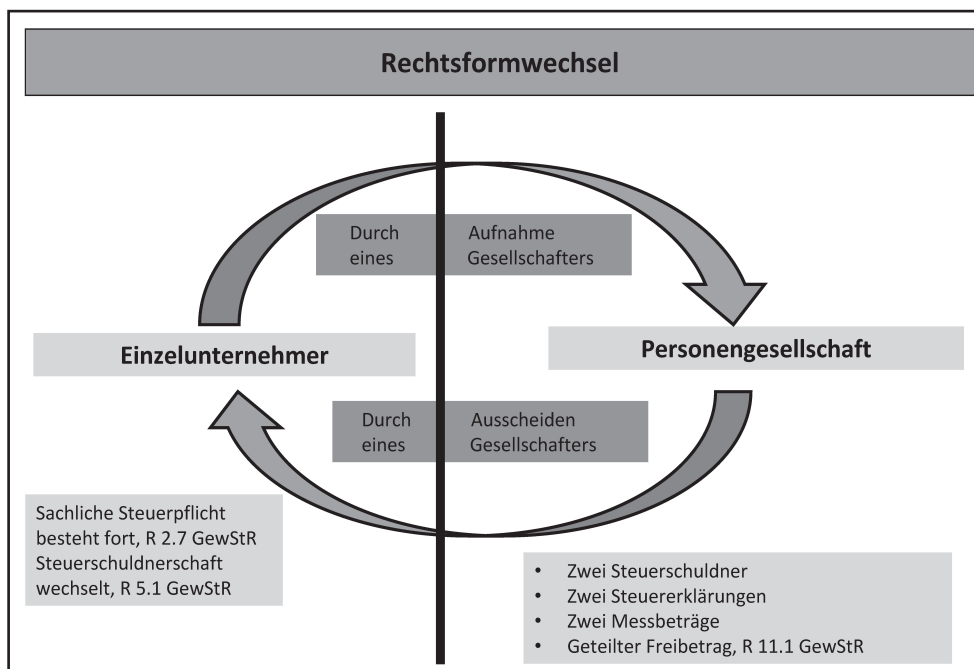 Rechtsformwechsel
Durch Aufnahme
eines Gesellschafters
Einzelunternehmer
Personengesellschaft
Durch Ausscheiden
eines Gesellschafters
Sachliche Steuerpflicht
besteht fort, R 2.7 GewStR
Steuerschuldnerschaft
wechselt, R 5.1 GewStR
• Zwei Steuerschuldner
• Zwei Steuererklärungen
• Zwei Messbeträge
• Geteilter Freibetrag, R 11.1 GewStR